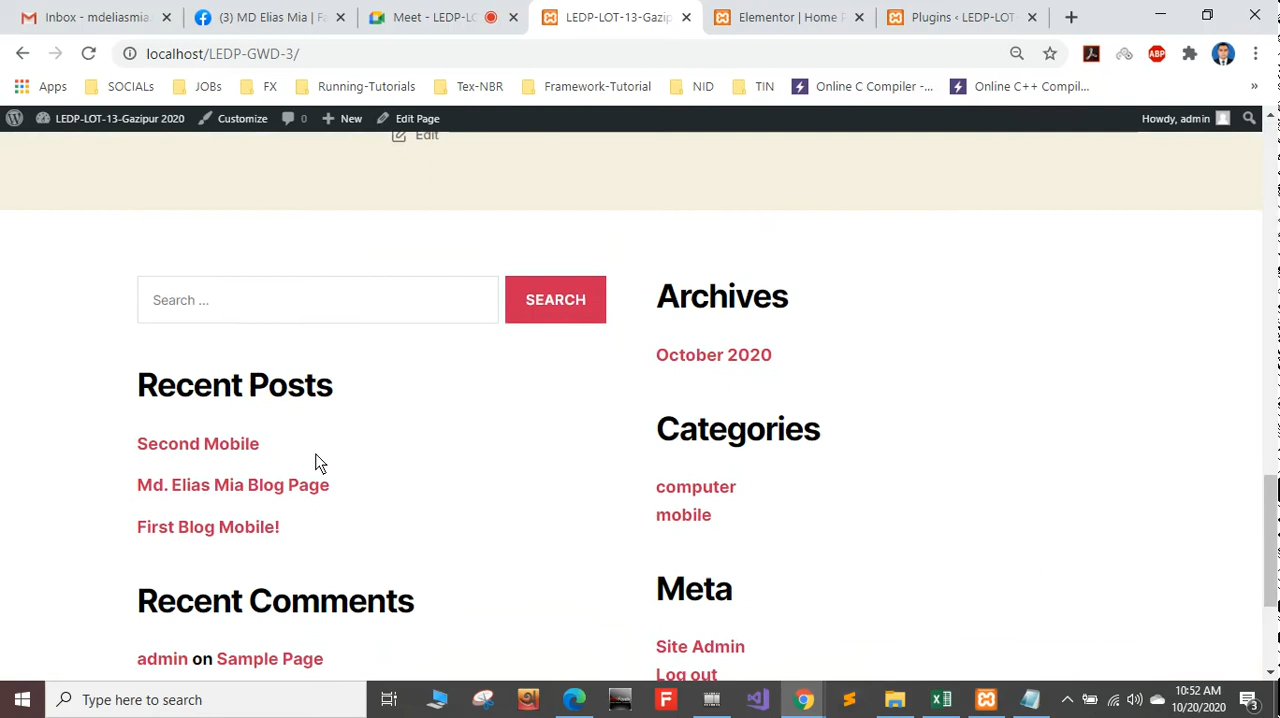 Inbox - mdeliasmia.
(3) MD Elias Mia | Fa
Meet - LEDP-LO
LEDP-LOT-13-Gazip
Elementor | Home P
Plugins ‹ LEDP-LOT
localhost/LEDP-GWD-3/
ABP
Apps
SOCIALs
JOBs
FX
Running-Tutorials
Tex-NBR
Framework-Tutorial
NID
TIN
Online C Compiler -...
Online C++ Compil...
»
LEDP-LOT-13-Gazipur 2020
Customize
0
New
Edit Page
Howdy, admin
Edit
Search ...
SEARCH
Recent Posts
Second Mobile
Md. Elias Mia Blog Page
First Blog Mobile!
Recent Comments
admin on Sample Page
Archives
October 2020
Categories
computer
mobile
Meta
Site Admin
Log out
Type here to search
10:52 AM
10/20/2020
3